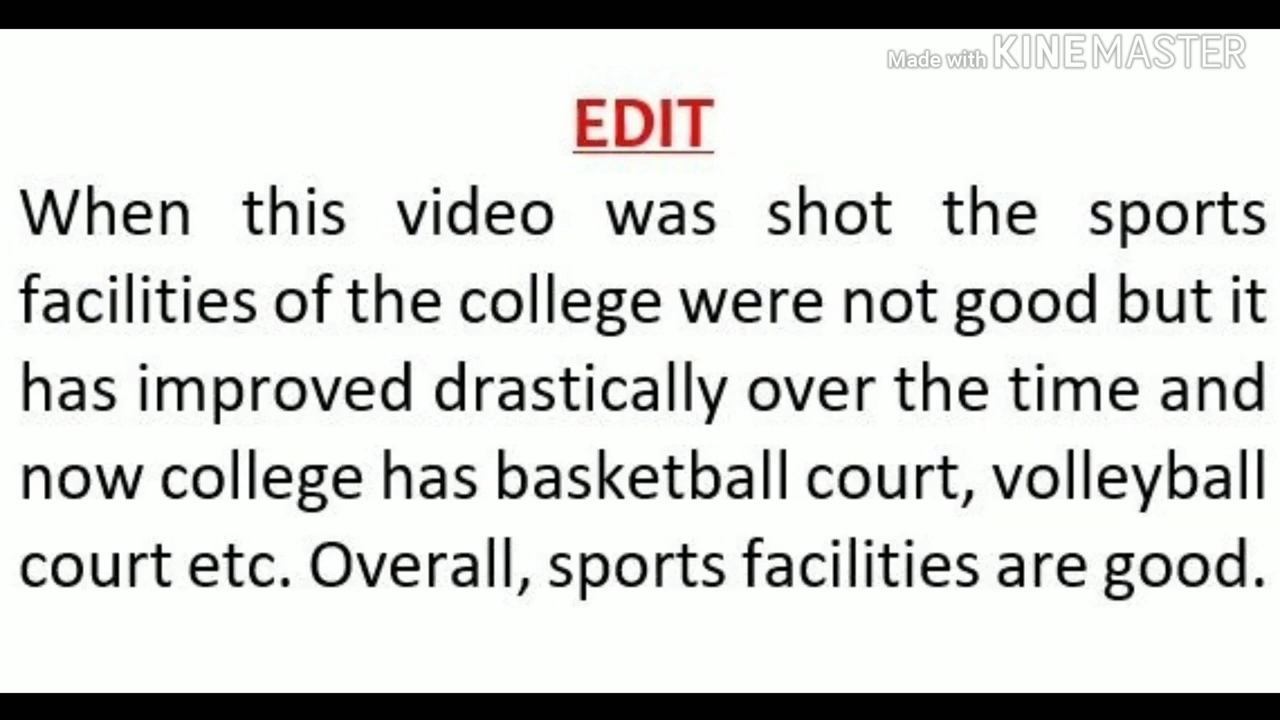 Made with KINEMASTER
EDIT
When this video was shot the sports
facilities of the college were not good but it
has improved drastically over the time and
now college has basketball court, volleyball
court etc. Overall, sports facilities are good.